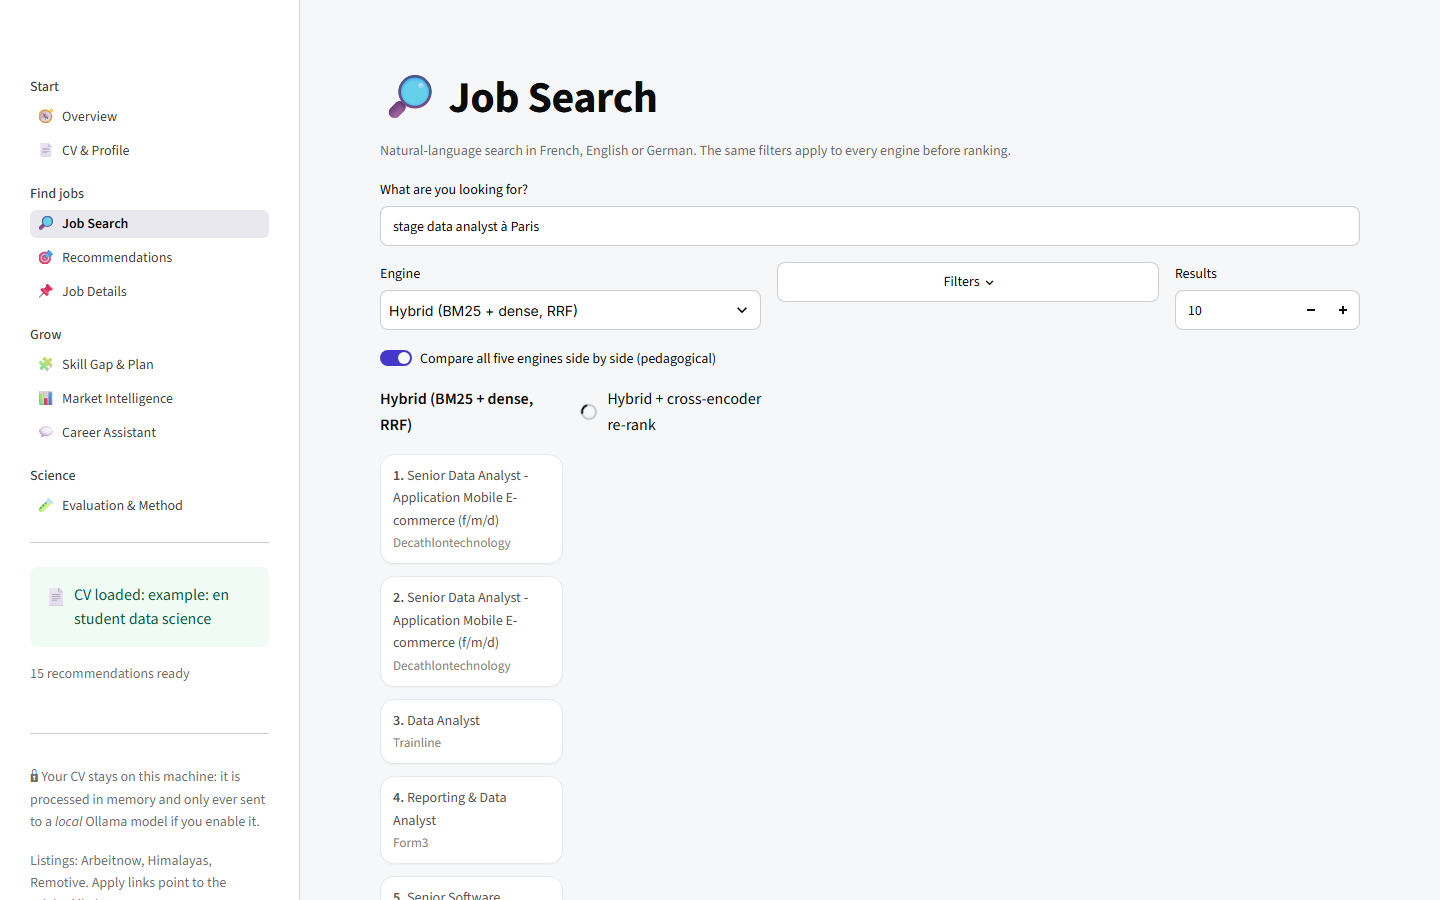 Start
Overview
CV & Profile
Find jobs
Job Search
Recommendations
Job Details
Grow
Skill Gap & Plan
Market Intelligence
Career Assistant
Science
Evaluation & Method
CV loaded: example: en
student data science
15 recommendations ready
Your CV stays on this machine: it is
processed in memory and only ever sent
to a local Ollama model if you enable it.
Listings: Arbeitnow, Himalayas,
Remotive. Apply links point to the
Job Search
Natural-language search in French, English or German. The same filters apply to every engine before ranking.
What are you looking for?
stage data analyst à Paris
Engine
Hybrid (BM25 + dense, RRF)
Filters
Results
10
Compare all five engines side by side (pedagogical)
Hybrid (BM25 + dense,
RRF)
Hybrid + cross-encoder
re-rank
1. Senior Data Analyst -
Application Mobile E-
commerce (f/m/d)
Decathlontechnology
2. Senior Data Analyst -
Application Mobile E-
commerce (f/m/d)
Decathlontechnology
3. Data Analyst
Trainline
4. Reporting & Data
Analyst
Form3
5. Senior Software